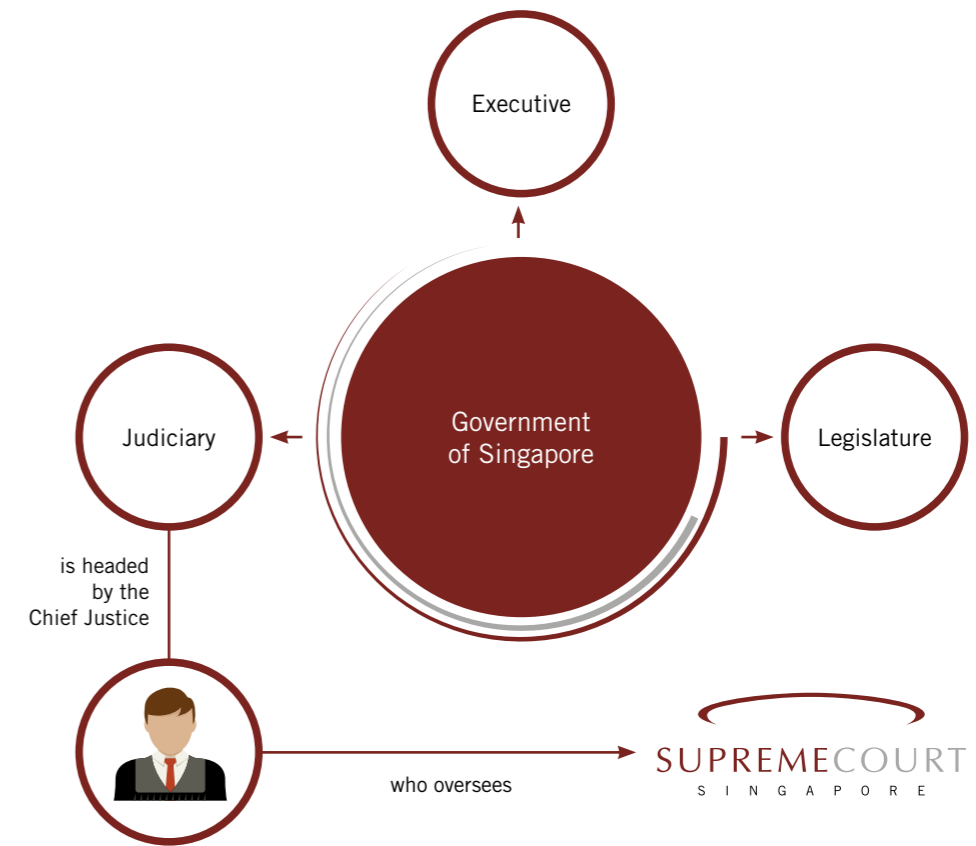 Executive
Government
of Singapore
Judiciary
Legislature
is headed
by the
Chief Justice
who oversees
SUPREMECOURT
SINGAPORE